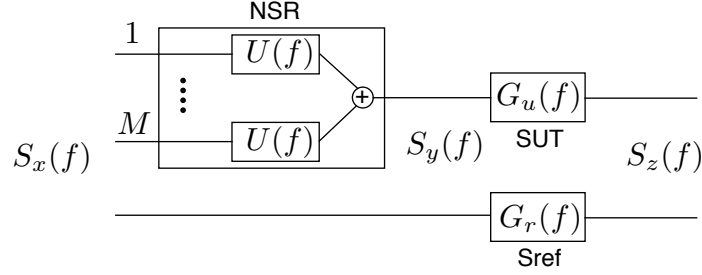 NSR
1
U(f)
M
U(f)
+
G_u(f)
SUT
S_x(f)
S_y(f)
S_z(f)
G_r(f)
Sref